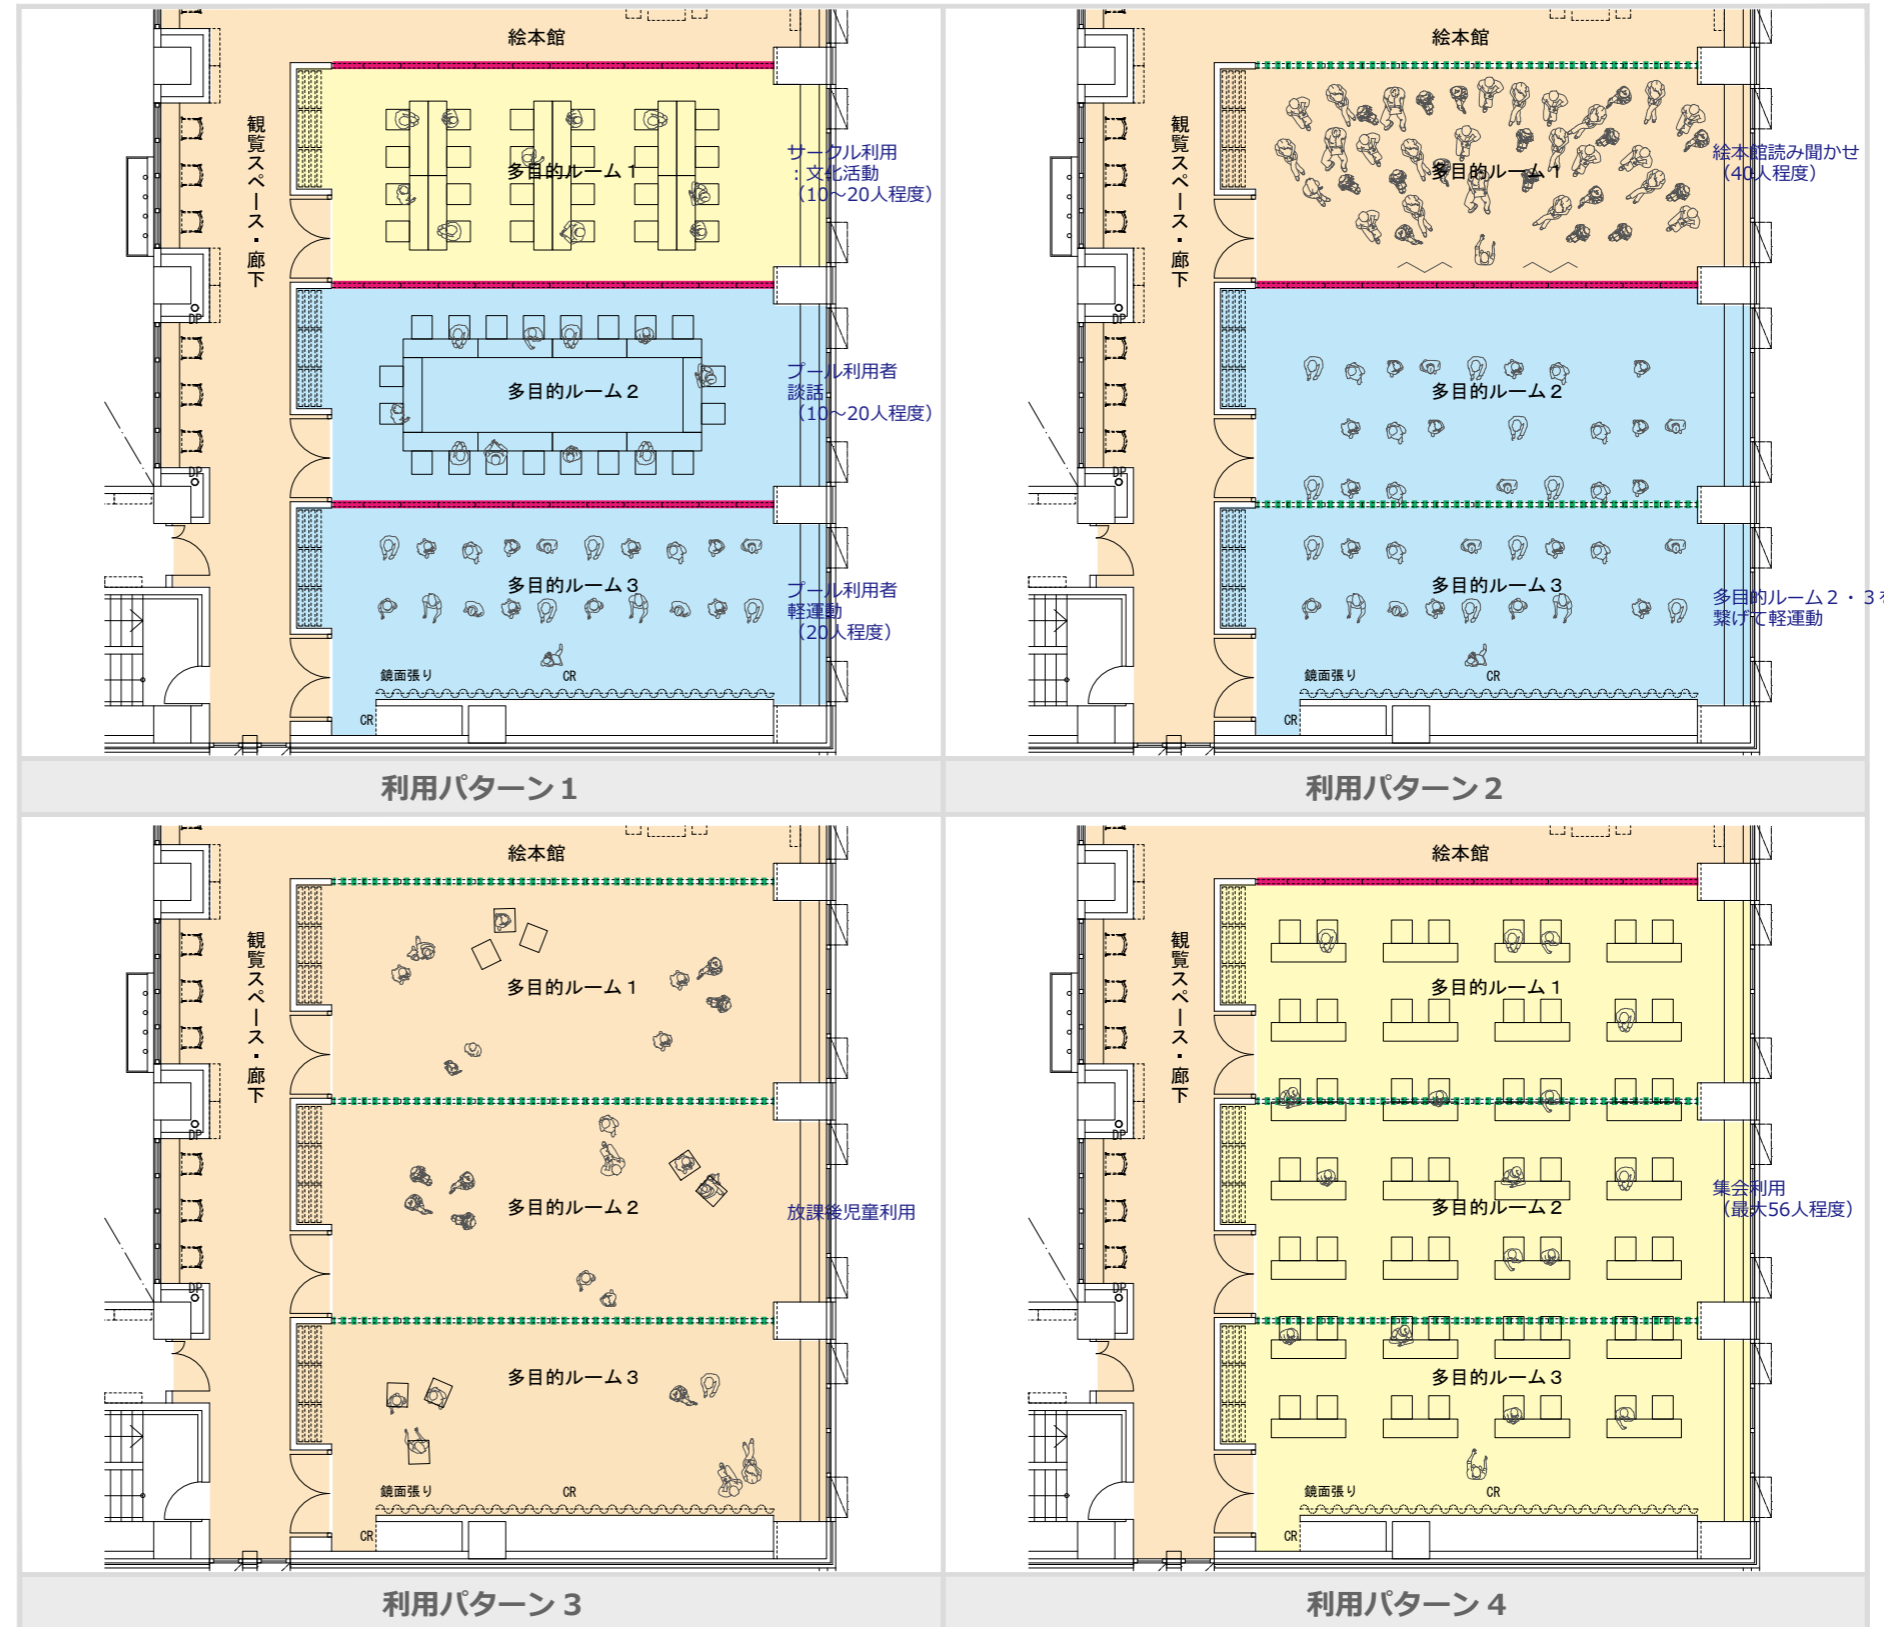 絵本館
観覧スペース・廊下
多目的ルーム1
サークル利用
：文化活動
（10～20人程度）
DP
多目的ルーム2
プール利用者
談話
（10～20人程度）
DP
多目的ルーム3
プール利用者
軽運動
（20人程度）
鏡面張り
CR
CR
利用パターン1
絵本館
観覧スペース・廊下
多目的ルーム1
絵本館読み聞かせ
（40人程度）
DP
多目的ルーム2
DP
多目的ルーム3
多目的ルーム2・3を
繋げて軽運動
鏡面張り
CR
CR
利用パターン2
絵本館
観覧スペース・廊下
多目的ルーム1
DP
多目的ルーム2
放課後児童利用
DP
多目的ルーム3
鏡面張り
CR
CR
利用パターン3
絵本館
観覧スペース・廊下
多目的ルーム1
DP
多目的ルーム2
集会利用
（最大56人程度）
DP
多目的ルーム3
鏡面張り
CR
CR
利用パターン4